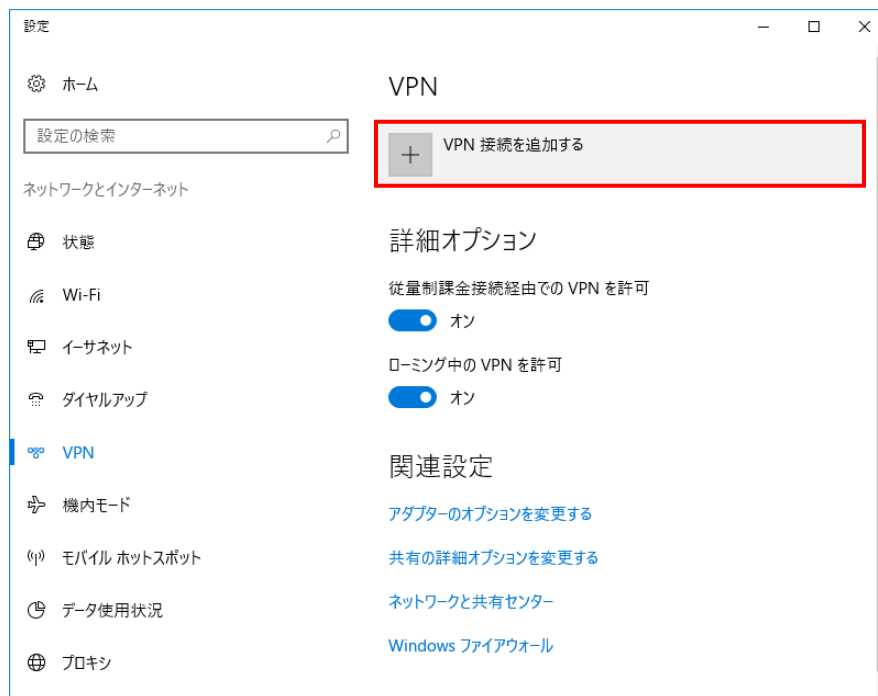 設定
ホーム
設定の検索
ネットワークとインターネット
状態
Wi-Fi
イーサネット
ダイヤルアップ
VPN
機内モード
モバイル ホットスポット
データ使用状況
プロキシ
VPN
VPN 接続を追加する
詳細オプション
従量制課金接続経由での VPN を許可
オン
ローミング中の VPN を許可
オン
関連設定
アダプターのオプションを変更する
共有の詳細オプションを変更する
ネットワークと共有センター
Windows ファイアウォール